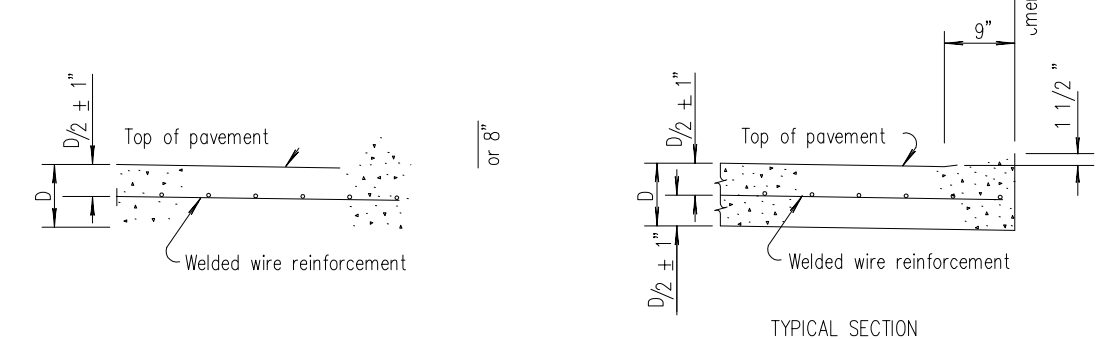 D/2 ± 1"
Top of pavement
D
Welded wire reinforcement
or 8"
9"
D/2 ± 1"
1 1/2 "
Top of pavement
D
D/2 ± 1"
Welded wire reinforcement
TYPICAL SECTION